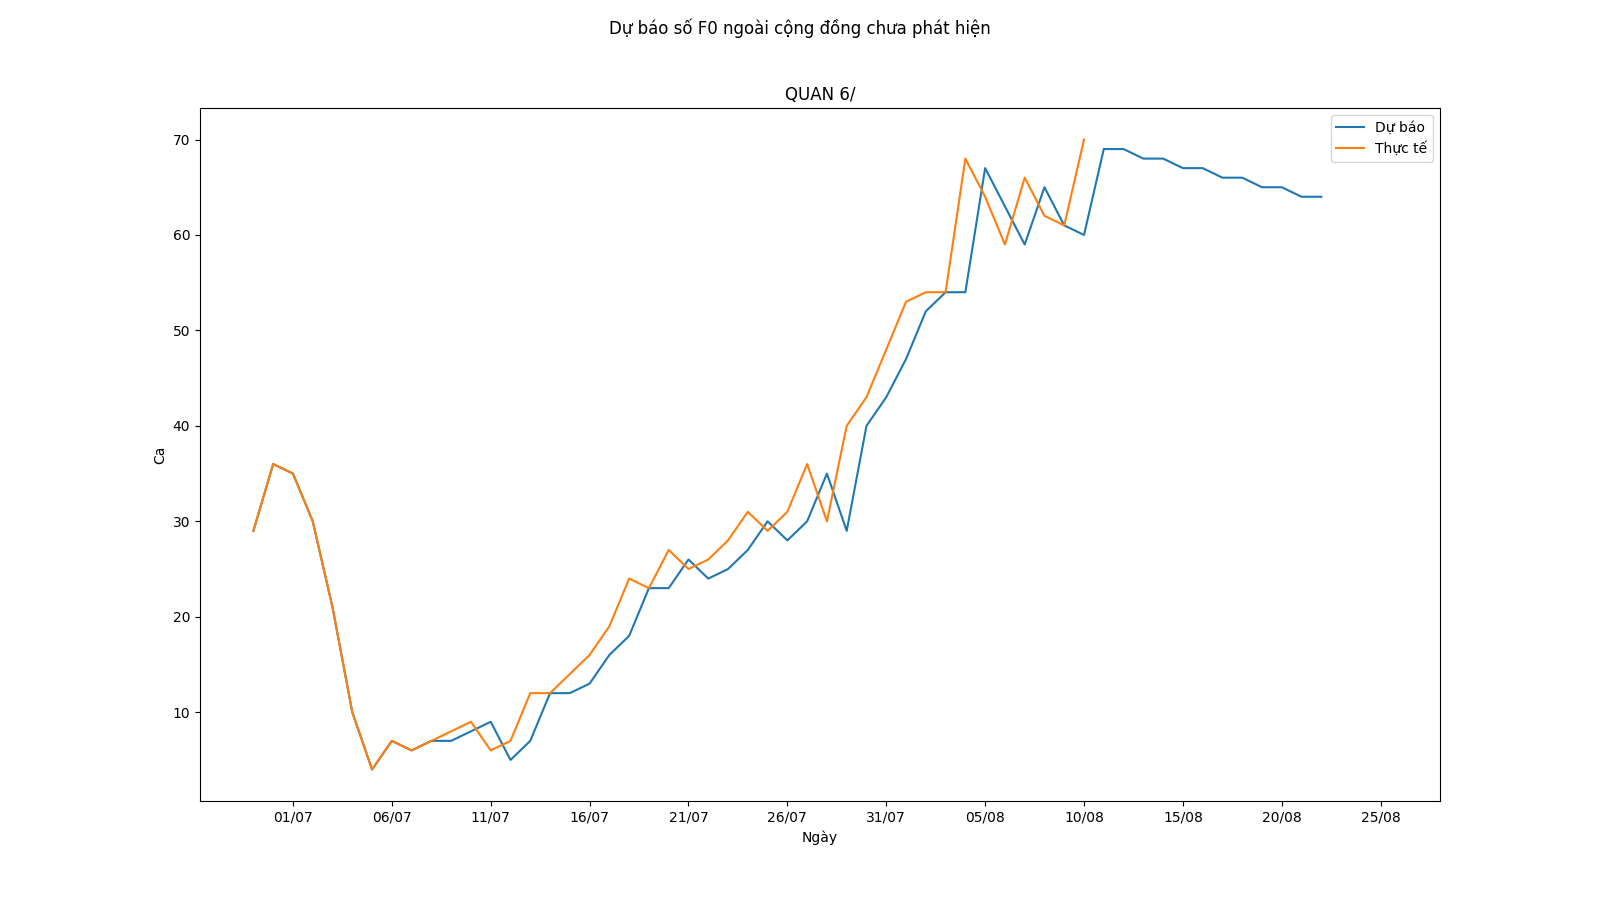 Dự báo số F0 ngoài cộng đồng chưa phát hiện
QUAN 6/
Dự báo
Thực tế
70
60
50
40
30
20
10
Ca
01/07 06/07 11/07 16/07 21/07 26/07 31/07 05/08 10/08 15/08 20/08 25/08
Ngày